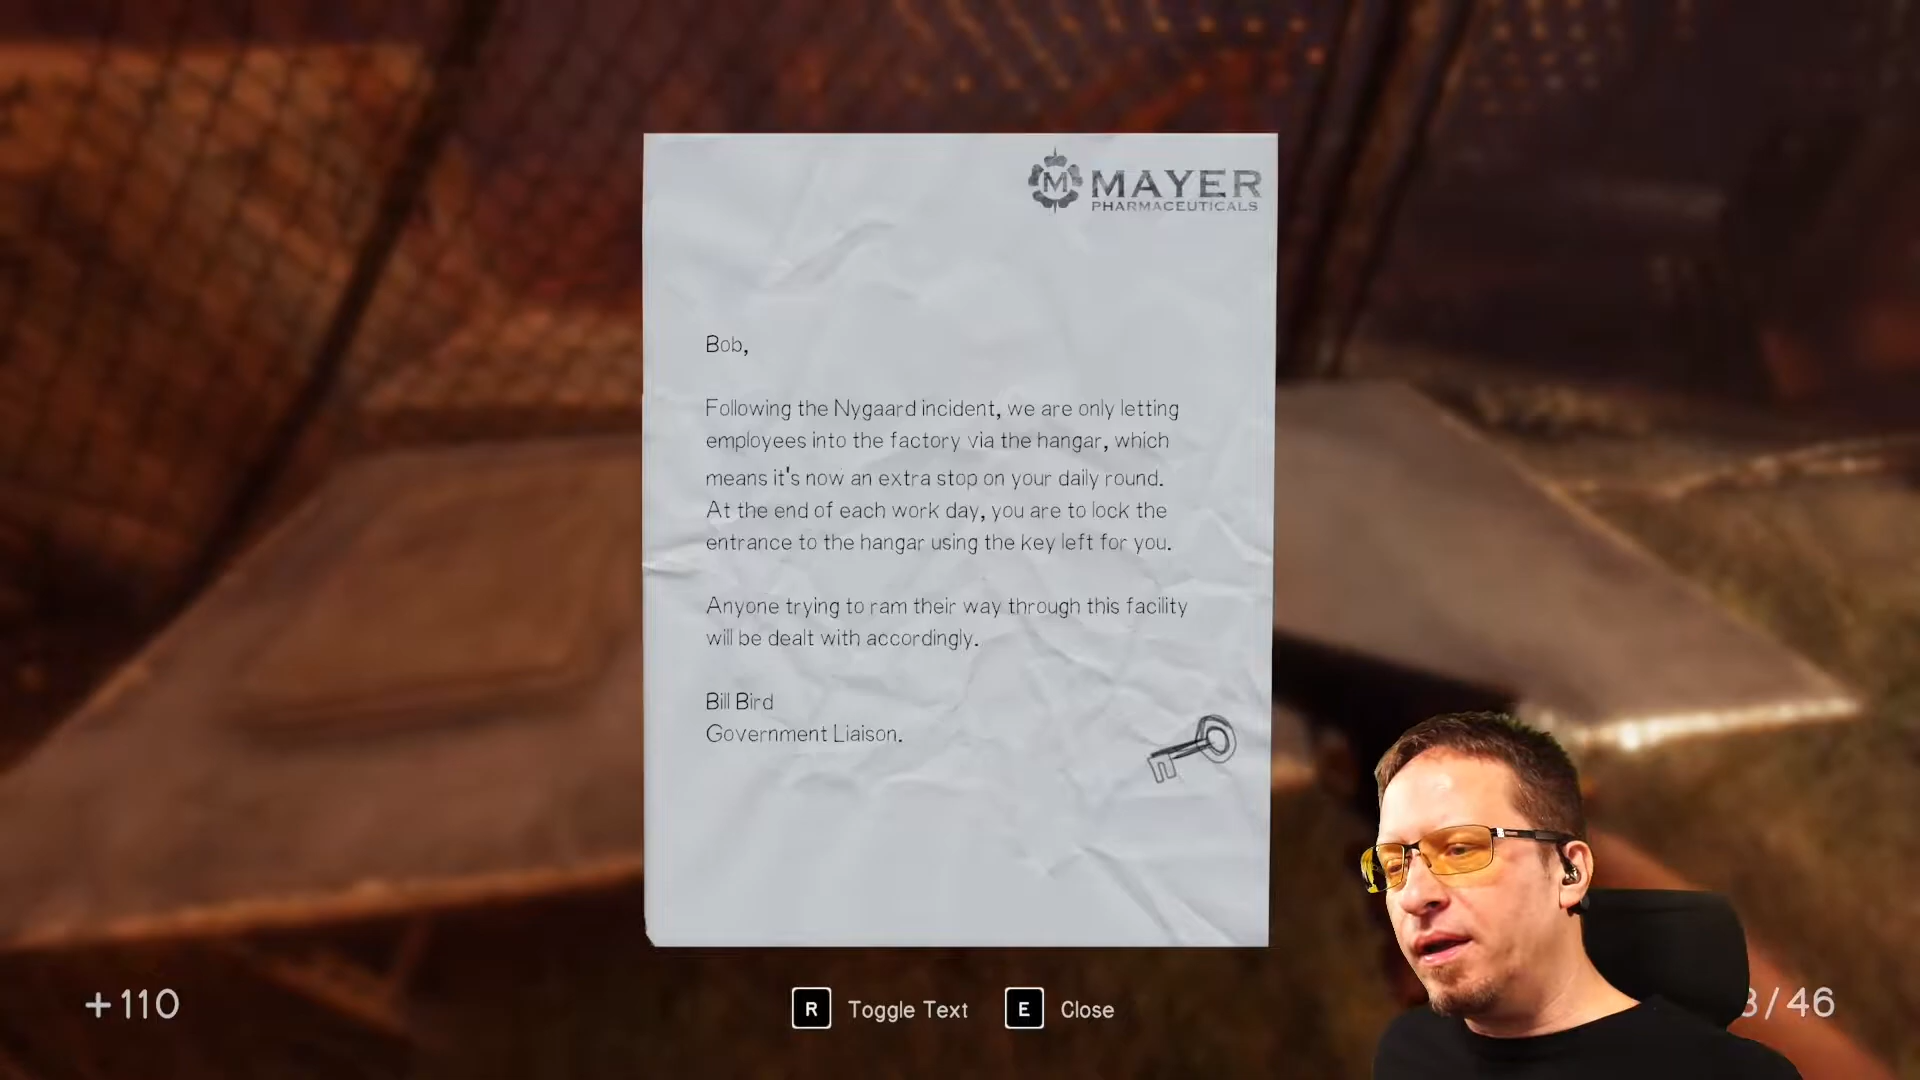 M MAYER
PHARMACEUTICALS
Bob,
Following the Nygaard incident, we are only letting
employees into the factory via the hangar, which
means it's now an extra stop on your daily round.
At the end of each work day, you are to lock the
entrance to the hangar using the key left for you.
Anyone trying to ram their way through this facility
will be dealt with accordingly.
Bill Bird
Government Liaison.
+110
R Toggle Text E Close
/46